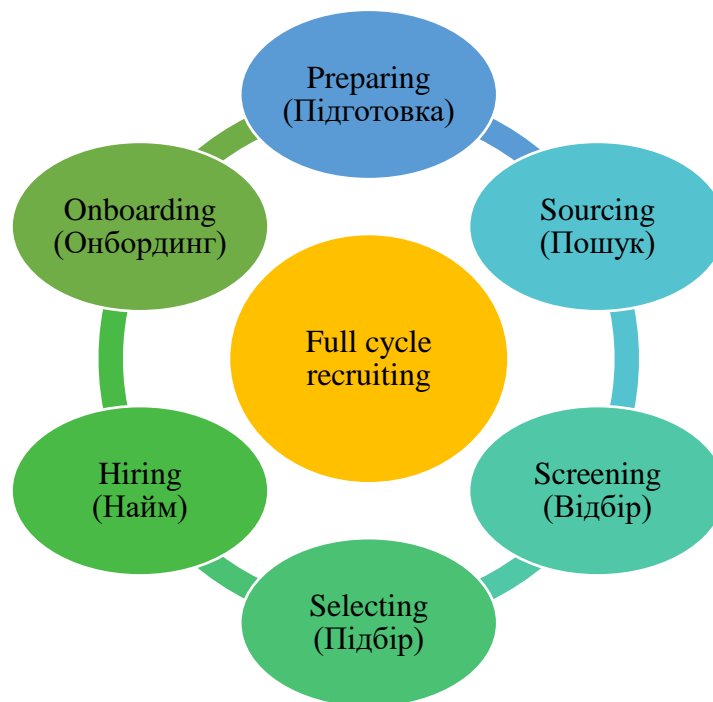 Preparing
(Підготовка)
Sourcing
(Пошук)
Screening
(Відбір)
Selecting
(Підбір)
Hiring
(Найм)
Onboarding
(Онбординг)
Full cycle
recruiting